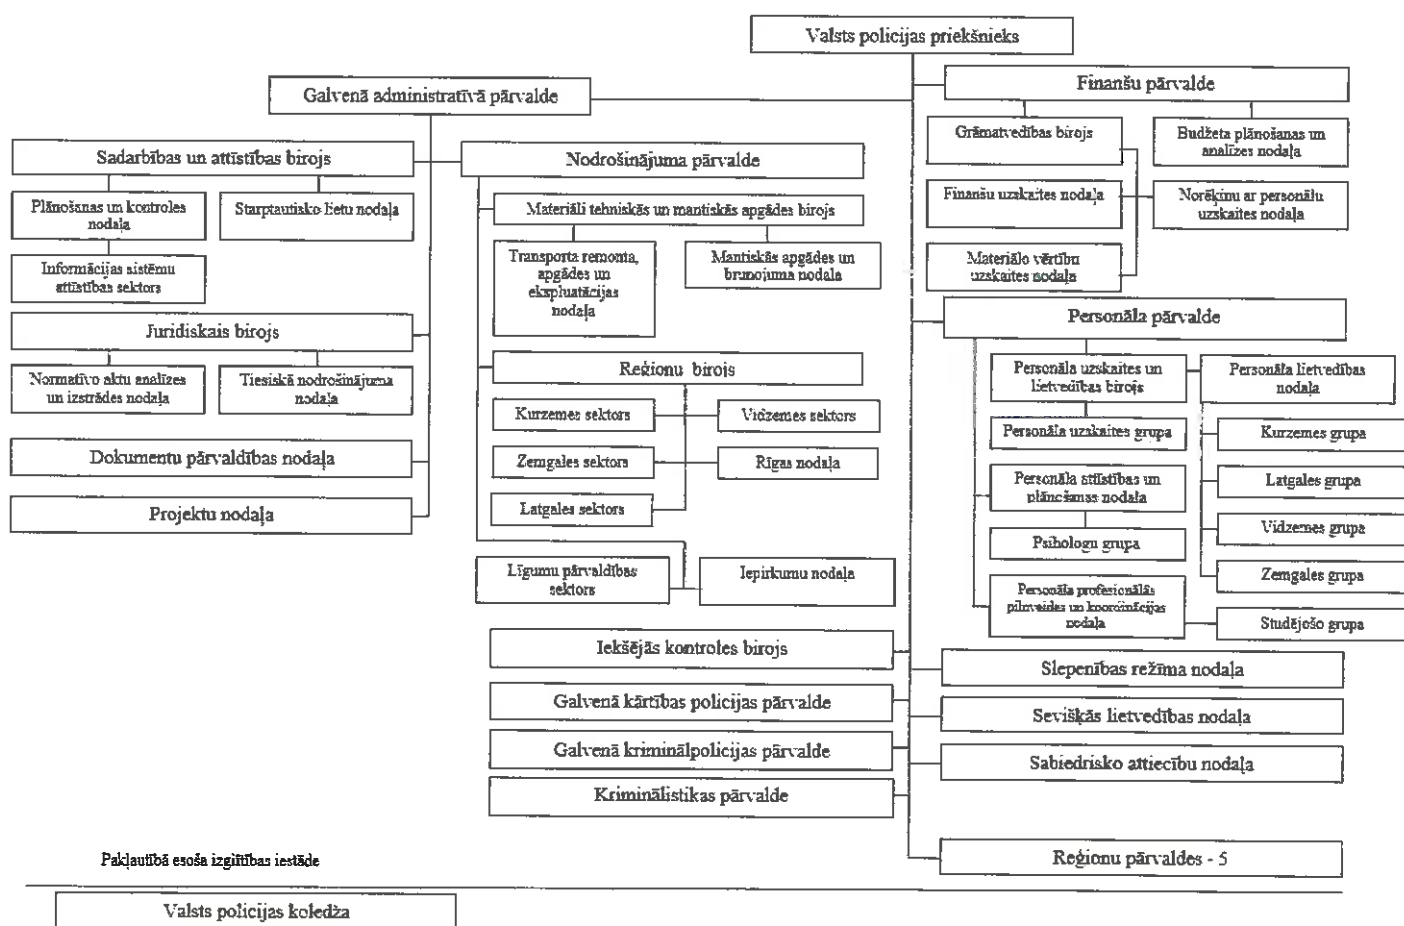 Valsts policijas priekšnieks
Galvenā administratīvā pārvalde
Finanšu pārvalde
Grāmatvedības birojs
Budžeta plānošanas un
analīzes nodaļa
Finanšu uzskaites nodaļa
Norēķinu ar personālu
uzskaites nodaļa
Materiālo vērtību
uzskaites nodaļa
Sadarbības un attīstības birojs
Plānošanas un kontroles
nodaļa
Starptautisko lietu nodaļa
Informācijas sistēmu
attīstības sektors
Juridiskais birojs
Normatīvo aktu analīzes
un izstrādes nodaļa
Tiesiskā nodrošinājuma
nodaļa
Dokumentu pārvaldības nodaļa
Projektu nodaļa
Nodrošinājuma pārvalde
Materiāli tehniskās un mantiskās apgādes birojs
Transporta remonta,
apgādes un
ekspluatācijas
nodaļa
Mantiskās apgādes un
bruņojuma nodaļa
Reģionu birojs
Kurzemes sektors
Vidzemes sektors
Zemgales sektors
Rīgas nodaļa
Latgales sektors
Līgumu pārvaldības
sektors
Iepirkumu nodaļa
Personāla pārvalde
Personāla uzskaites un
lietvedības birojs
Personāla lietvedības
nodaļa
Personāla uzskaites grupa
Kurzemes grupa
Personāla attīstības un
plānošanas nodaļa
Latgales grupa
Psihologu grupa
Vidzemes grupa
Zemgales grupa
Personāla profesionālās
pilnveides un koordinācijas
nodaļa
Studējošo grupa
Iekšējās kontroles birojs
Galvenā kārtības policijas pārvalde
Galvenā kriminālpolicijas pārvalde
Kriminālistikas pārvalde
Slepenības režīma nodaļa
Sevišķās lietvedības nodaļa
Sabiedrisko attiecību nodaļa
Reģionu pārvaldes - 5
Pakļautībā esoša izglītības iestāde
Valsts policijas koledža